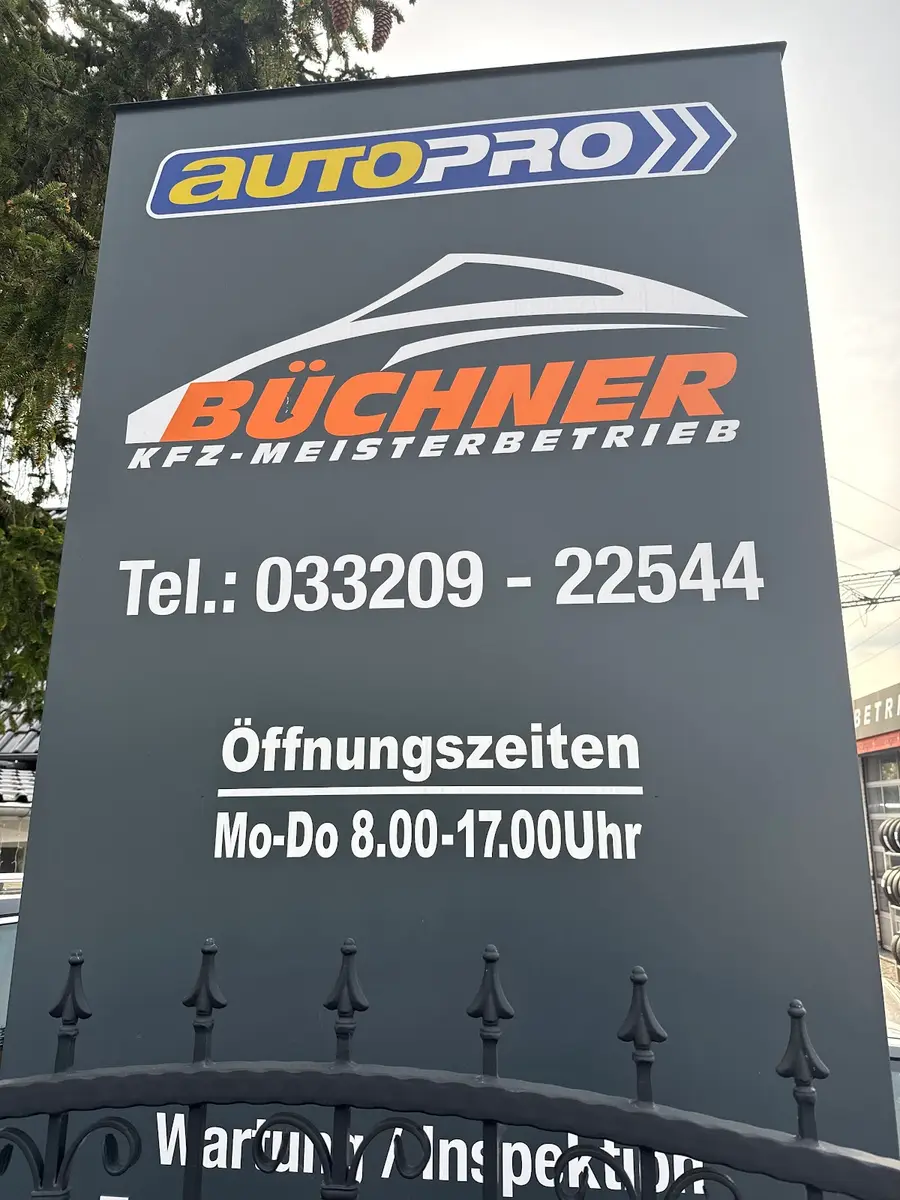 autoPRO
BÜCHNER
KFZ-MEISTERBETRIEB
Tel.: 033209 - 22544
Öffnungszeiten
Mo-Do 8.00-17.00Uhr
Wartung / Inspektion